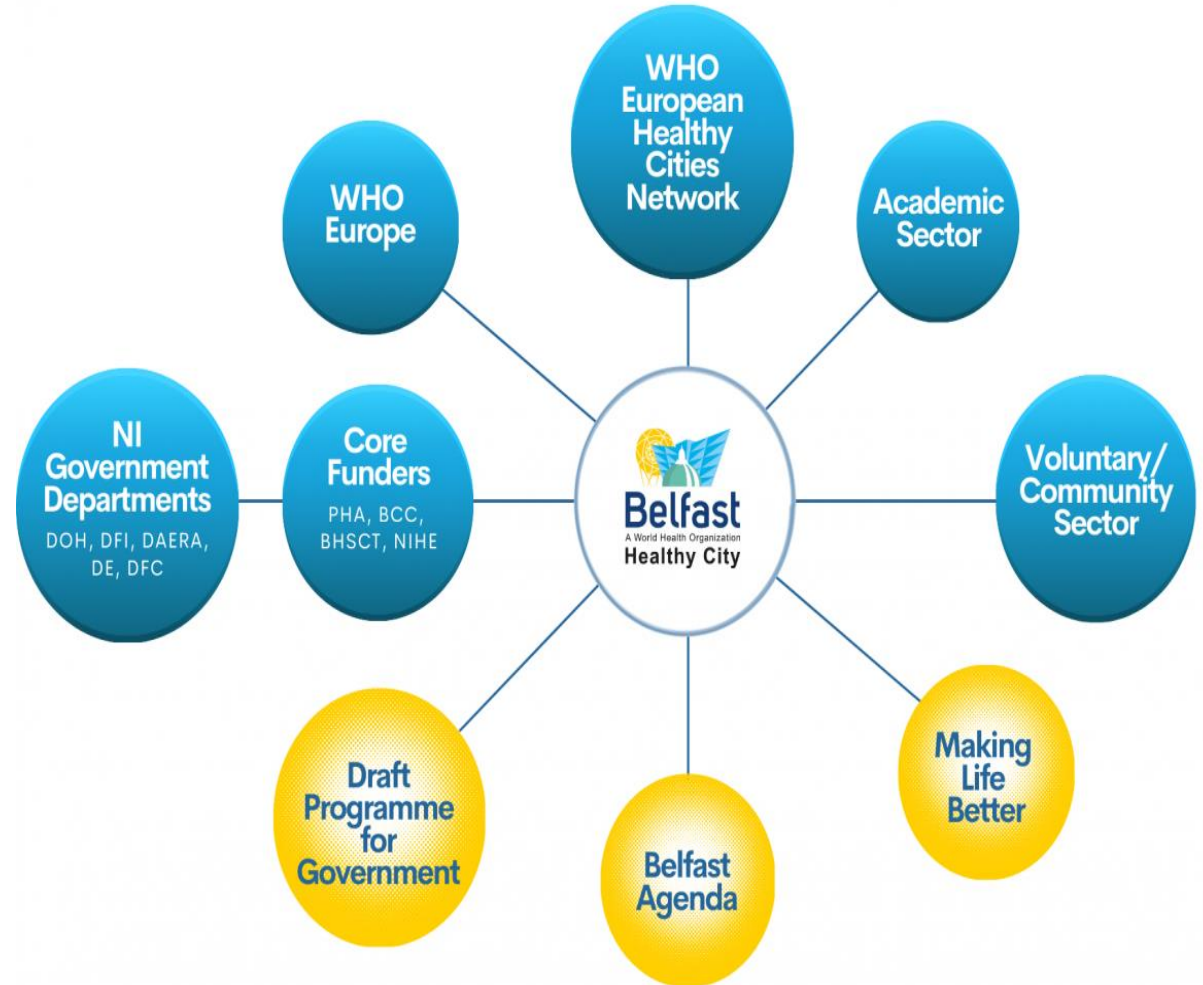 WHO
European
Healthy
Cities
Network
WHO
Europe
Academic
Sector
NI
Government
Departments
DOH, DFI, DAERA,
DE, DFC
Core
Funders
PHA, BCC,
BHSCT, NIHE
Belfast
A World Health Organization
Healthy City
Voluntary/
Community
Sector
Draft
Programme
for
Government
Belfast
Agenda
Making
Life
Better